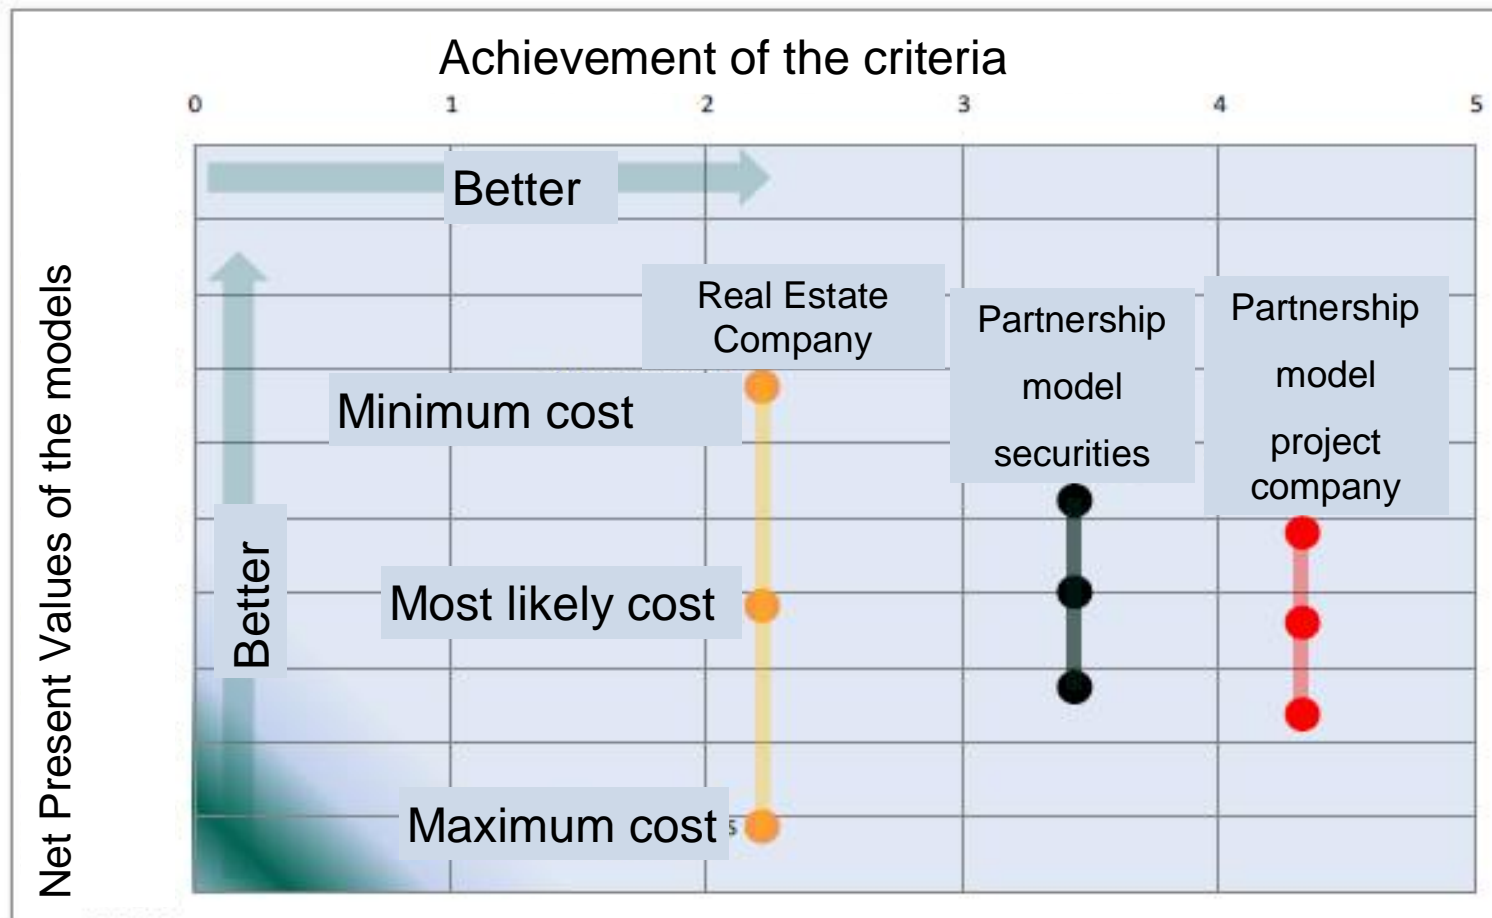 Achievement of the criteria
0 1 2 3 4 5
Better
Net Present Values of the models
Better
Real Estate
Company
Partnership
model
securities
Partnership
model
project
company
Minimum cost
Most likely cost
Maximum cost s